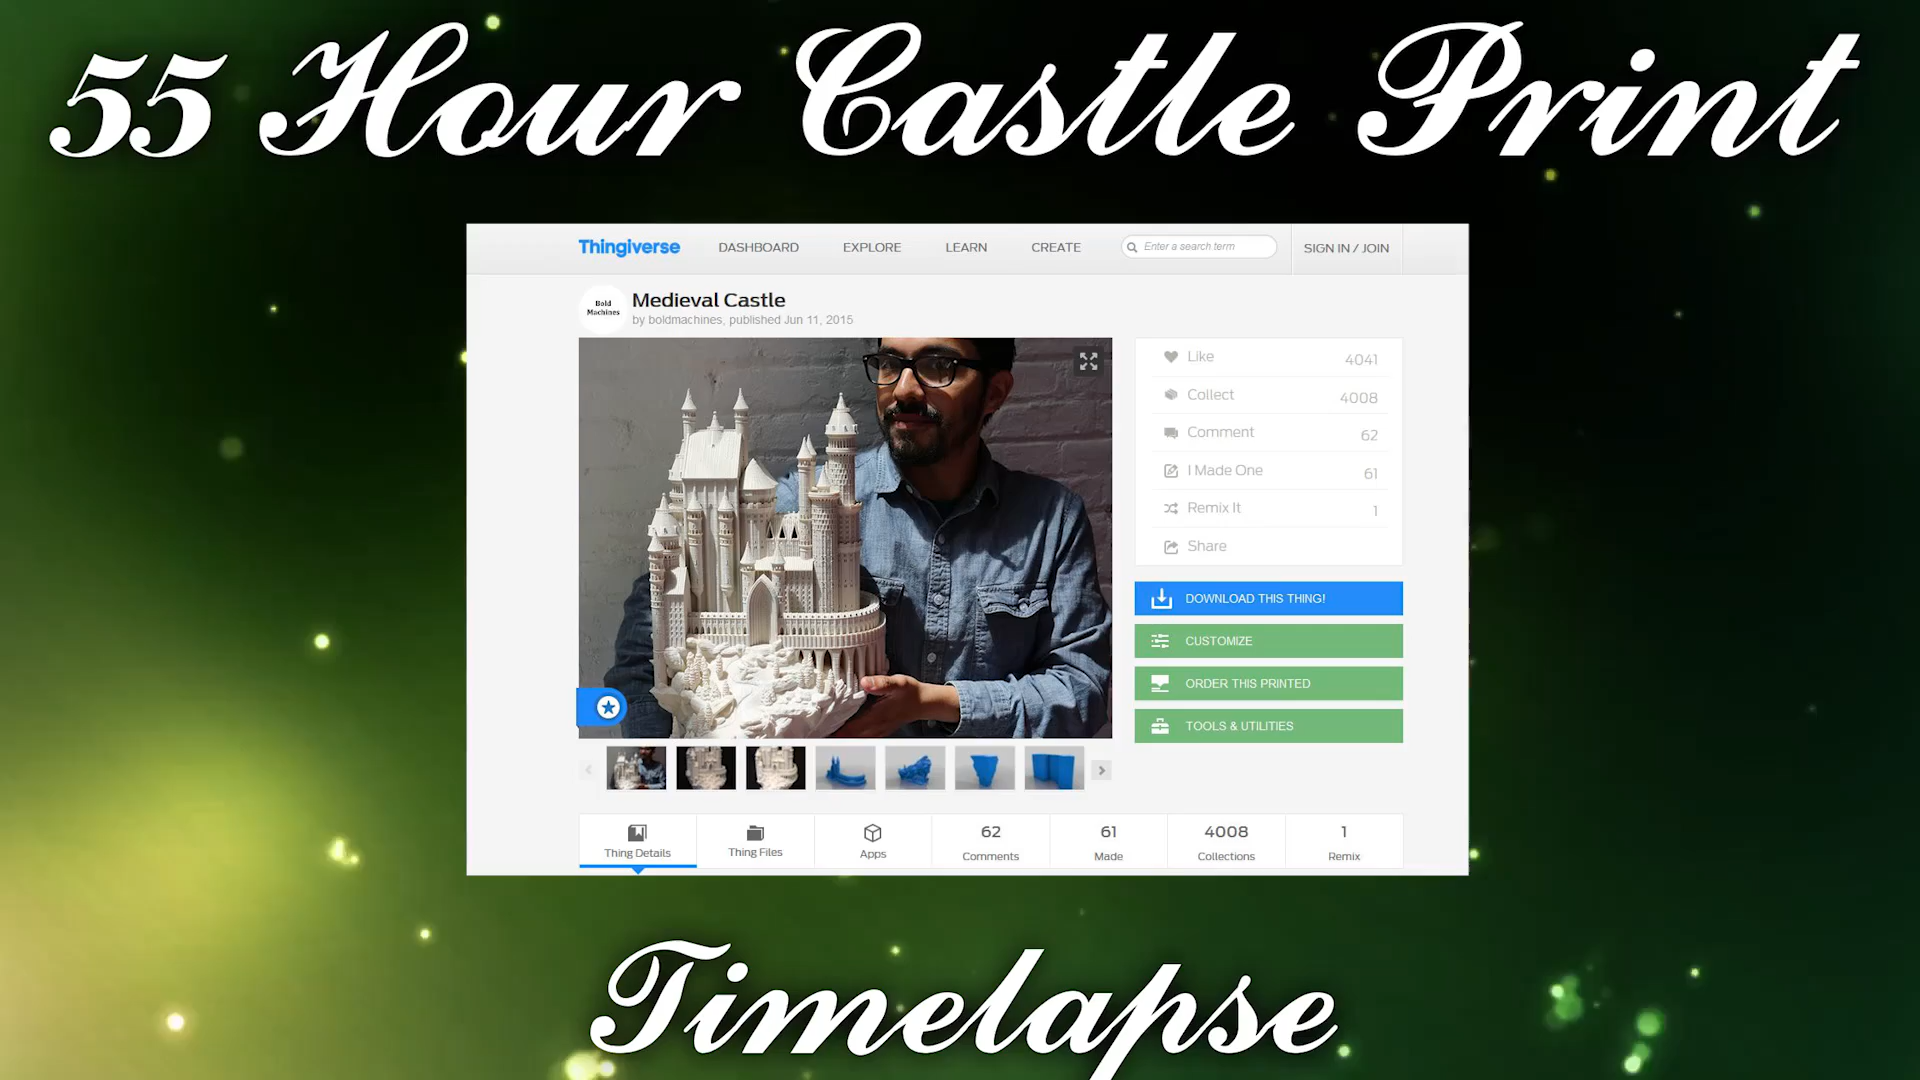 55 Hour Castle Print
Thingiverse DASHBOARD EXPLORE LEARN CREATE Enter a search term SIGN IN / JOIN
Bold
Machines
Medieval Castle
by boldmachines, published Jun 11, 2015
Like 4041
Collect 4008
Comment 62
I Made One 61
Remix It 1
Share
DOWNLOAD THIS THING!
CUSTOMIZE
ORDER THIS PRINTED
TOOLS & UTILITIES
Thing Details
Thing Files
Apps
62 Comments
61 Made
4008 Collections
1 Remix
Timelapse